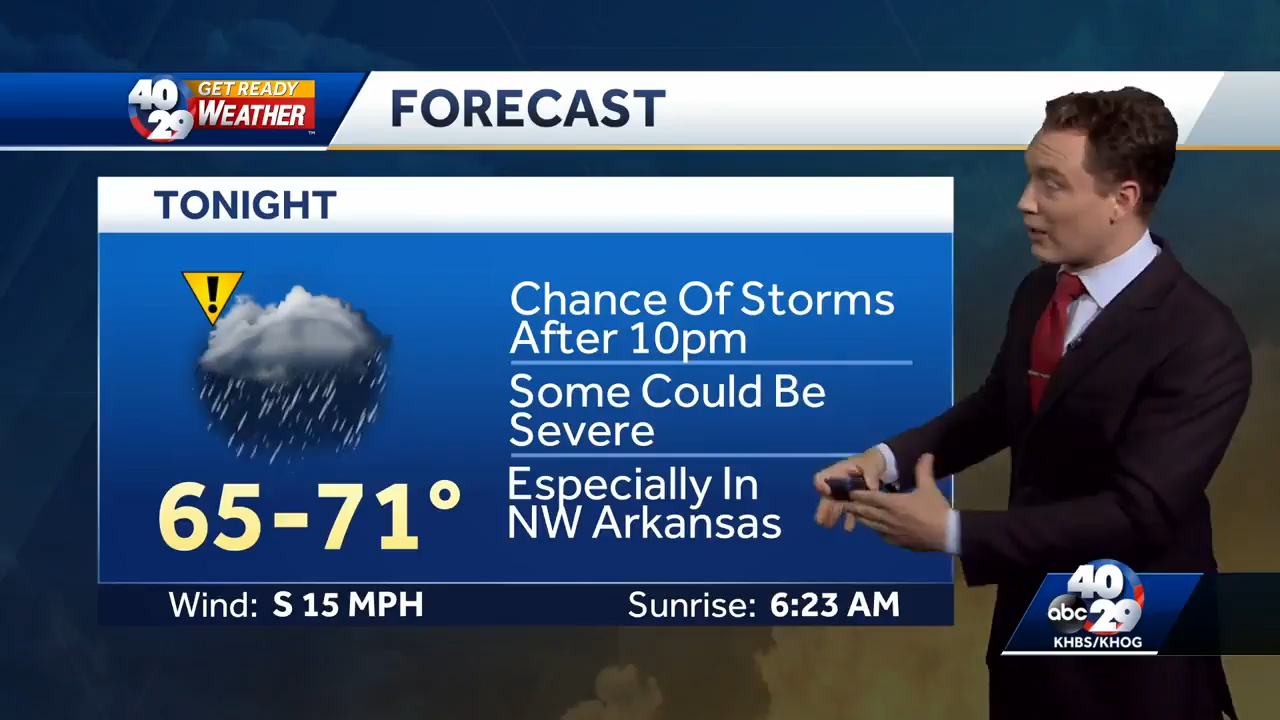 40
29
GET READY
WEATHER
™
FORECAST
TONIGHT
!
Chance Of Storms
After 10pm
Some Could Be
Severe
Especially In
NW Arkansas
65-71°
Wind: S 15 MPH
Sunrise: 6:23 AM
40
abc 29
KHBS/KHOG